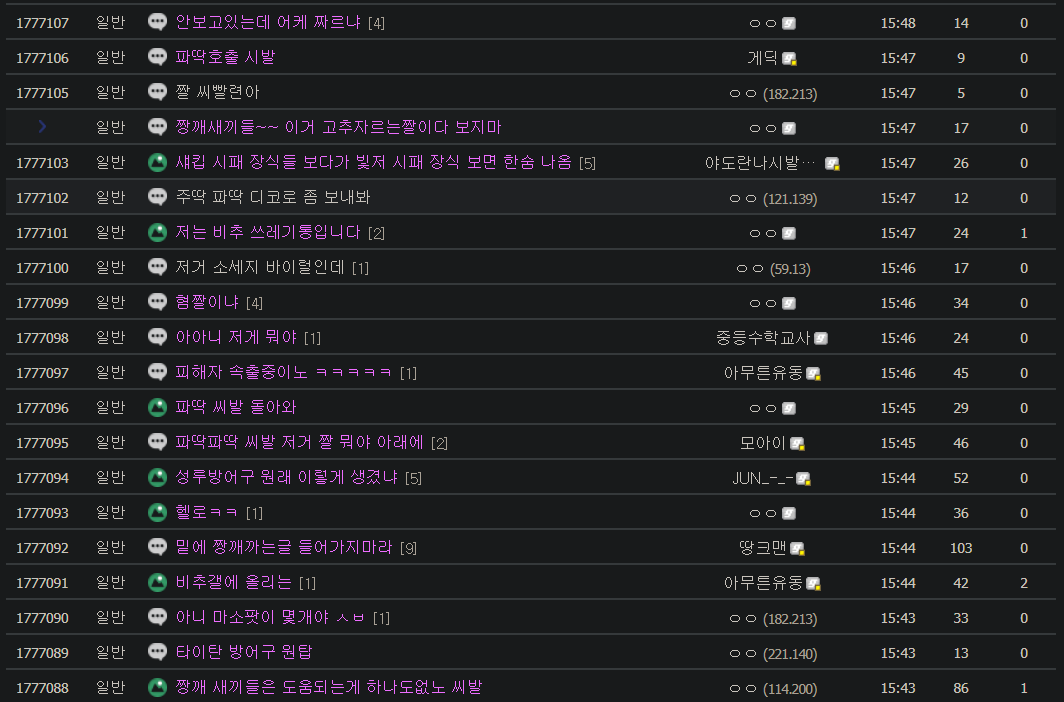 1777107 일반 안보고있는데 어케 짜르냐 [4] ㅇㅇ 15:48 14 0
1777106 일반 파딱호출 시발 게딕 15:47 9 0
1777105 일반 짤 씨빨련아 ㅇㅇ (182.213) 15:47 5 0
일반 짱깨새끼들~~ 이거 고추자르는짤이다 보지마 ㅇㅇ 15:47 17 0
1777103 일반 섀킵 시패 장식들 보다가 빛저 시패 장식 보면 한숨 나옴 [5] 야도란나시발… 15:47 26 0
1777102 일반 주딱 파딱 디코로 좀 보내봐 ㅇㅇ (121.139) 15:47 12 0
1777101 일반 저는 비추 쓰레기통입니다 [2] ㅇㅇ 15:47 24 1
1777100 일반 저거 소세지 바이럴인데 [1] ㅇㅇ (59.13) 15:46 17 0
1777099 일반 혐짤이냐 [4] ㅇㅇ 15:46 34 0
1777098 일반 아아니 저게 뭐야 [1] 중등수학교사 15:46 24 0
1777097 일반 피해자 속출중이노 ㅋㅋㅋㅋㅋ [1] 아무튼유동 15:46 45 0
1777096 일반 파딱 씨발 돌아와 ㅇㅇ 15:45 29 0
1777095 일반 파딱파딱 씨발 저거 짤 뭐야 아래에 [2] 모아이 15:45 46 0
1777094 일반 성투방어구 원래 이렇게 생겼냐 [5] JUN_-_- 15:44 52 0
1777093 일반 헬로ㅋㅋ [1] ㅇㅇ 15:44 36 0
1777092 일반 밑에 짱깨까는글 들어가지마라 [9] 땅크맨 15:44 103 0
1777091 일반 비추갤에 올리는 [1] 아무튼유동 15:44 42 2
1777090 일반 아니 마소팟이 몇개야 ㅅㅂ [1] ㅇㅇ (182.213) 15:43 33 0
1777089 일반 타이탄 방어구 원탑 ㅇㅇ (221.140) 15:43 13 0
1777088 일반 짱깨 새끼들은 도움되는게 하나도없노 씨발 ㅇㅇ (114.200) 15:43 86 1